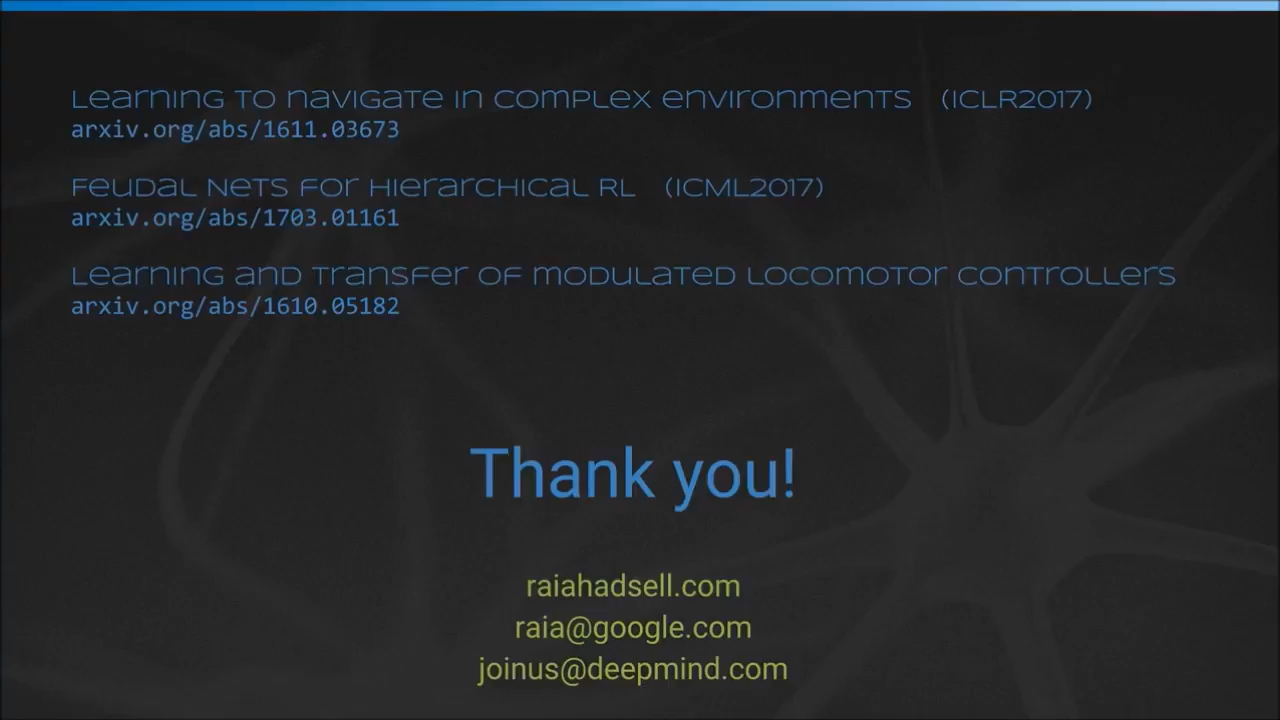 Learning to navigate in complex environments (ICLR2017)
arxiv.org/abs/1611.03673
Feudal Nets for Hierarchical RL (ICML2017)
arxiv.org/abs/1703.01161
Learning and transfer of modulated locomotor controllers
arxiv.org/abs/1610.05182
Thank you!
raiahadsell.com
raia@google.com
joinus@deepmind.com